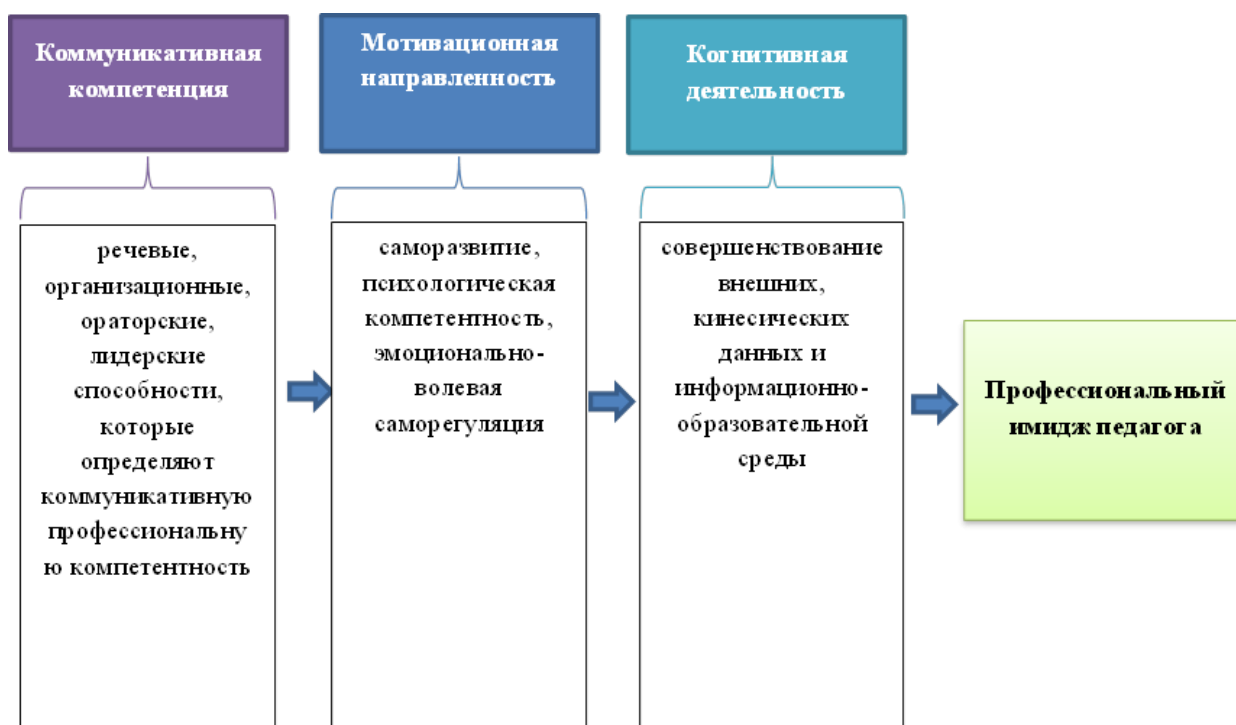 Коммуникативная
компетенция
Мотивационная
направленность
Когнитивная
деятельность
речевые,
организационные,
ораторские,
лидерские
способности,
которые
определяют
коммуникативную
профессиональну
ю компетентность
саморазвитие,
психологическая
компетентность,
эмоционально-
волевая
саморегуляция
совершенствование
внешних,
кинесических
данных и
информационно-
образовательной
среды
Профессиональный
имидж педагога